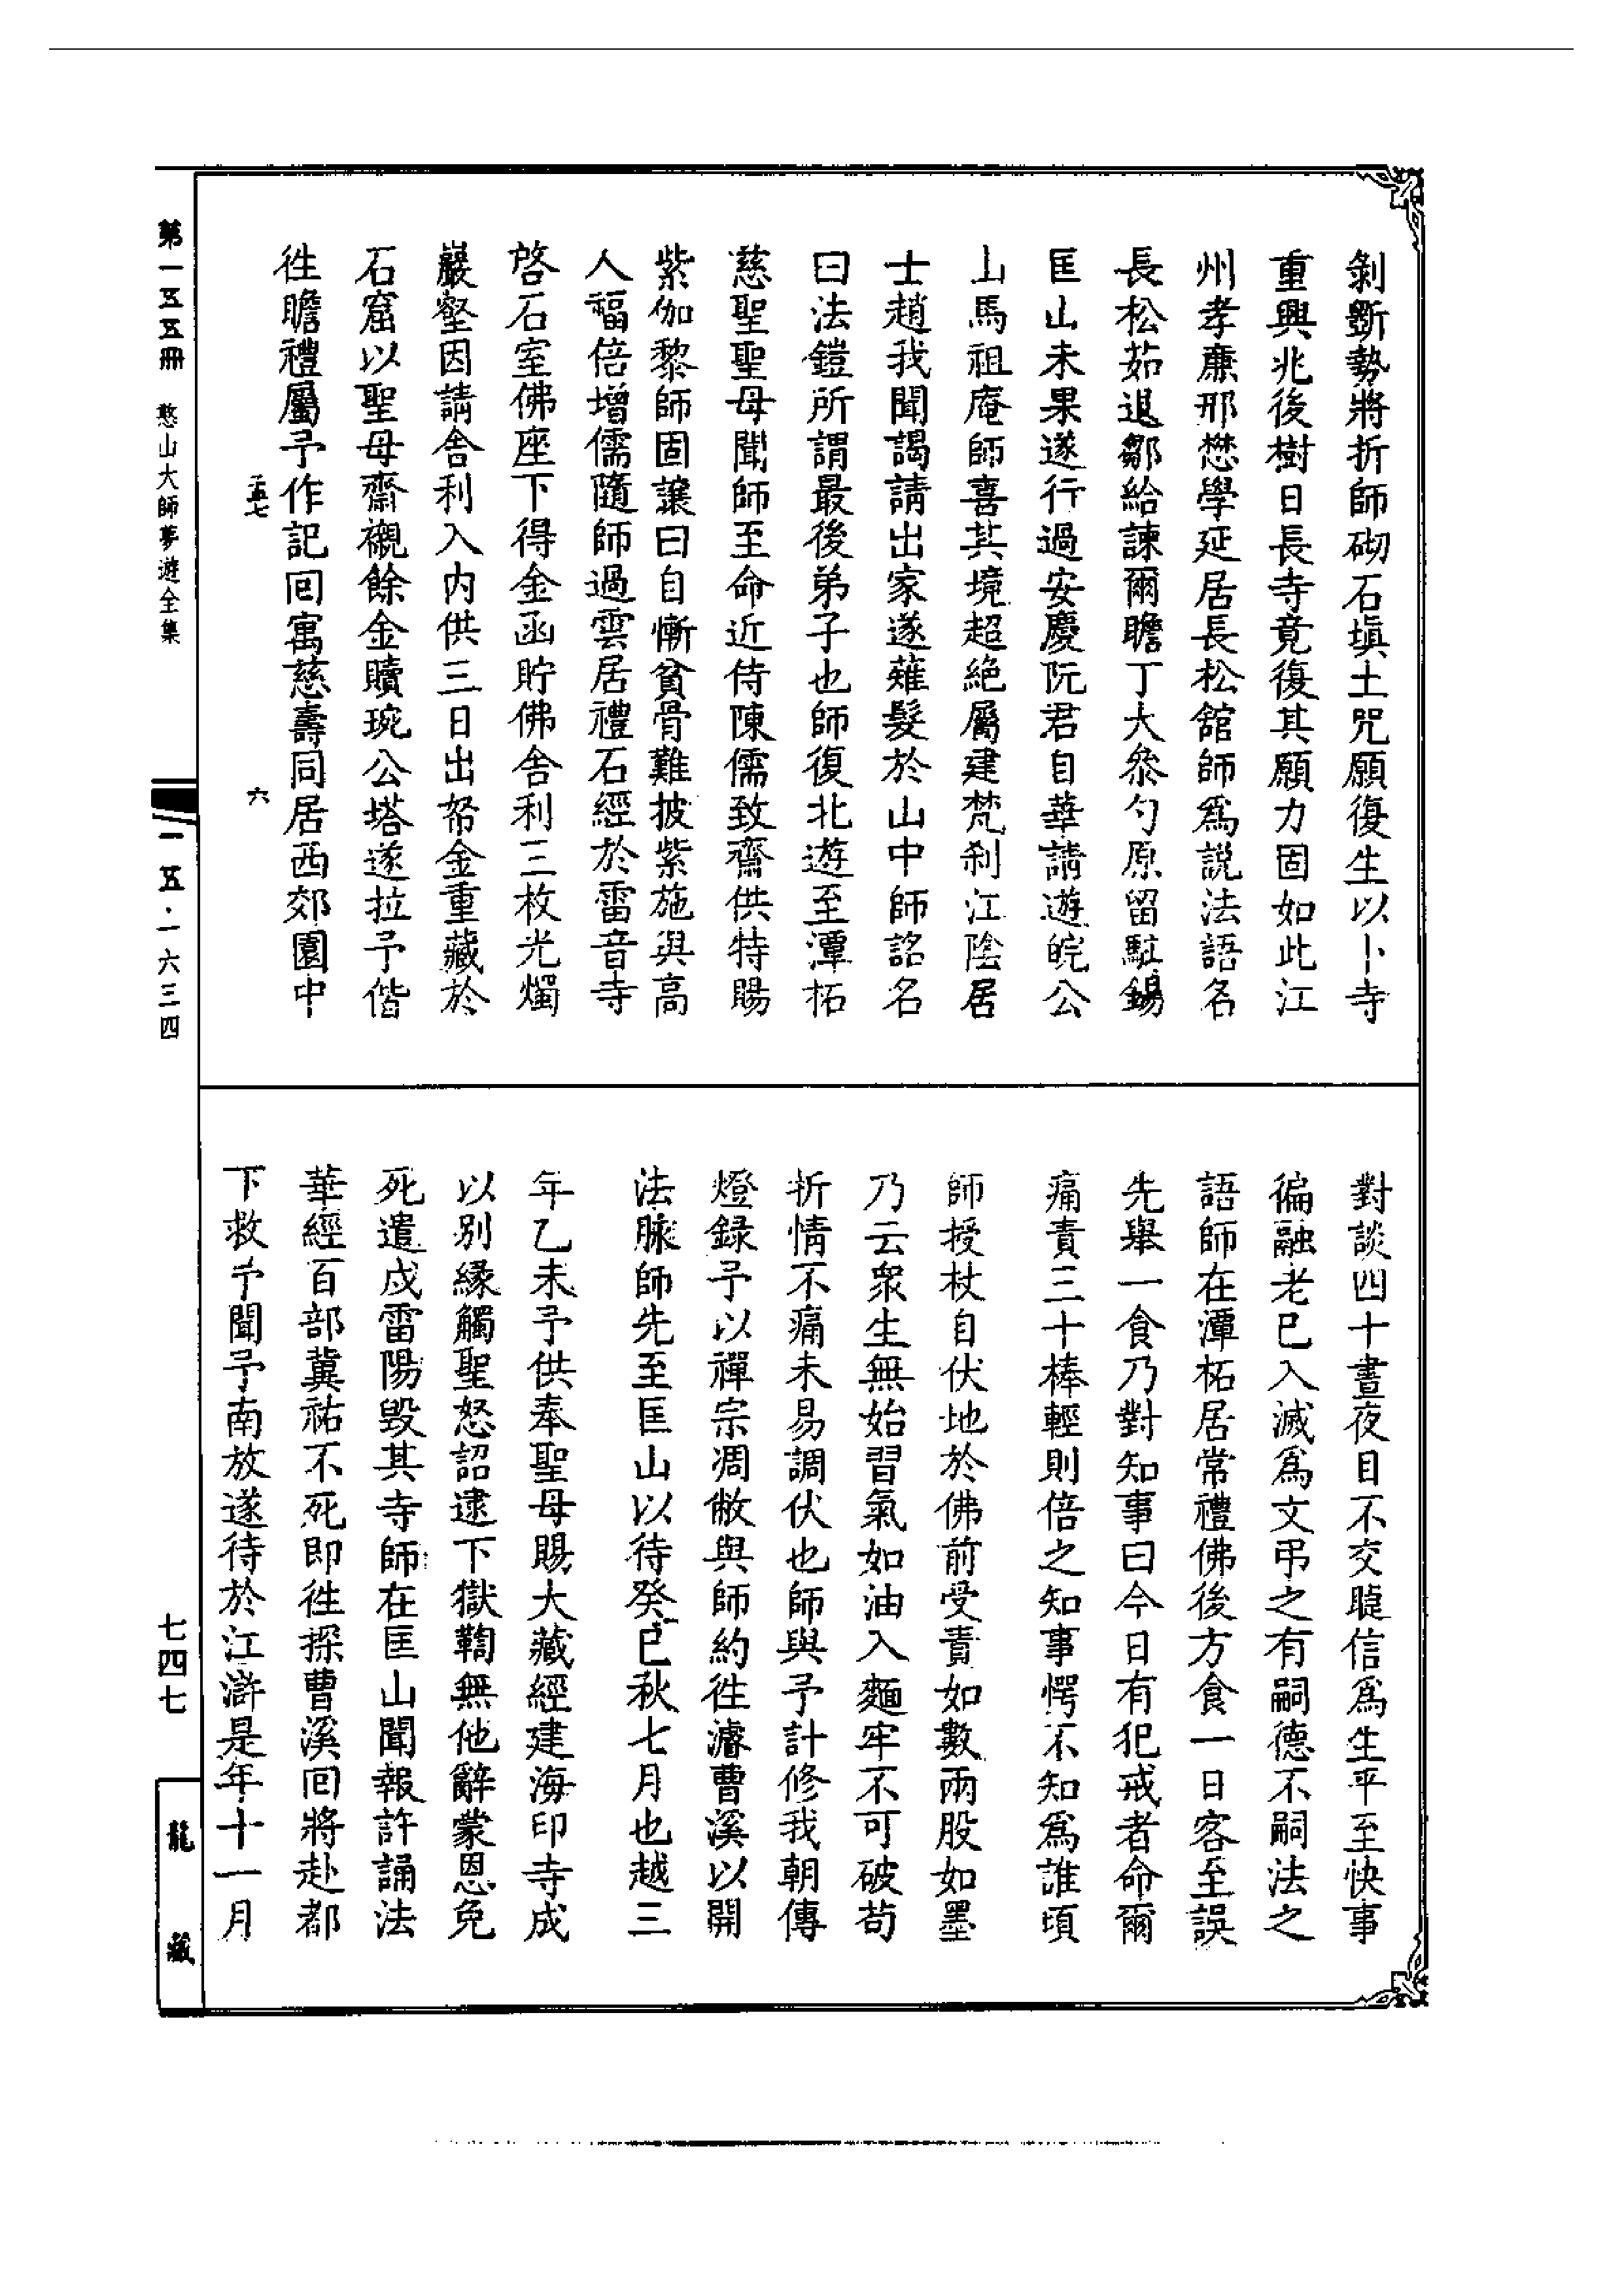 剝斵勢將折師砌石塡土咒願復生以卜寺
重興兆後樹日長寺竟復其願力固如此江
州孝廉邢懋學延居長松舘師爲説法語名
長松茹退鄒給諫爾瞻丁大叅勺原留駐錫
匡山未果遂行過安慶阮君自華請遊皖公
山馬祖庵師喜其境超絶屬建梵刹江陰居
士趙我聞謁請出家遂薙髮於山中師詺名
曰法鎧所謂最後弟子也師復北遊至潭柘
慈聖聖母聞師至命近侍陳儒致齋供特賜
紫伽黎師固讓曰自慚貧骨難披紫施與高
人福倍增儒隨師過雲居禮石經於雷音寺
啓石室佛座下得金函貯佛舍利三枚光燭
巖壑因請舍利入内供三日出帑金重藏於
石窟以聖母齋襯餘金贖琬公塔遂拉予偕
徃瞻禮屬予作記回寓慈壽同居西郊園中
對談四十晝夜目不交睫信爲生平至快事
徧融老已入滅爲文弔之有嗣德不嗣法之
語師在潭柘居常禮佛後方食一日客至誤
先舉一食乃對知事曰今日有犯戒者命爾
痛責三十棒輕則倍之知事愕不知爲誰頃
師授杖自伏地於佛前受責如數兩股如墨
乃云衆生無始習氣如油入麵牢不可破苟
折情不痛未易調伏也師與予計修我朝傳
燈録予以禪宗凋敝與師約徃濬曹溪以開
法脉師先至匡山以待癸巳秋七月也越三
年乙未予供奉聖母賜大藏經建海印寺成
以别縁觸聖怒詔逮下獄鞫無他辭蒙恩免
死遣戍雷陽毁其寺師在匡山聞報許誦法
華經百部冀祐不死即徃探曹溪回將赴都
下救予聞予南放遂待於江滸是年十一月
第一五五冊　憨山大師夢遊全集
一五·一六三四
七四七
龍藏
六